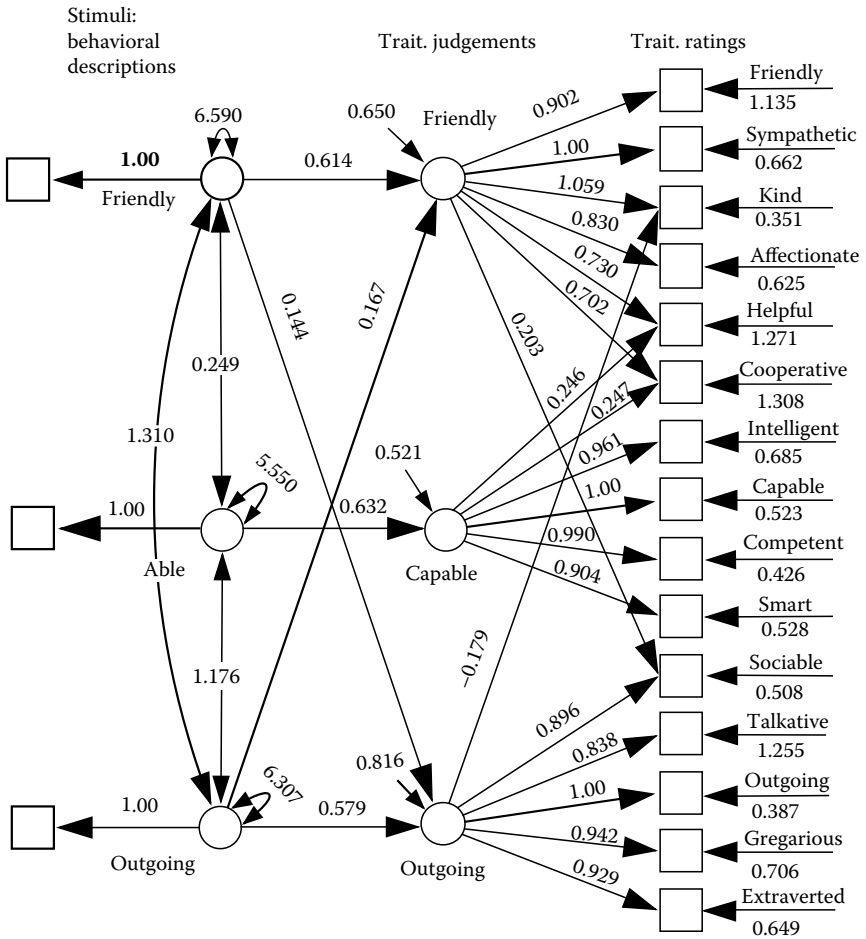 Stimuli:
behavioral
descriptions
Trait. judgements
Trait. ratings
6.590
1.00
Friendly
0.614
0.650
Friendly
0.902
1.00
1.059
0.830
0.730
0.702
0.203
0.144
0.167
0.249
1.310
1.00
Able
5.550
0.632
0.521
Capable
0.246
0.247
0.961
1.00
0.990
0.904
1.176
−0.179
1.00
Outgoing
6.307
0.579
0.816
Outgoing
0.896
0.838
1.00
0.942
0.929
Friendly
1.135
Sympathetic
0.662
Kind
0.351
Affectionate
0.625
Helpful
1.271
Cooperative
1.308
Intelligent
0.685
Capable
0.523
Competent
0.426
Smart
0.528
Sociable
0.508
Talkative
1.255
Outgoing
0.387
Gregarious
0.706
Extraverted
0.649